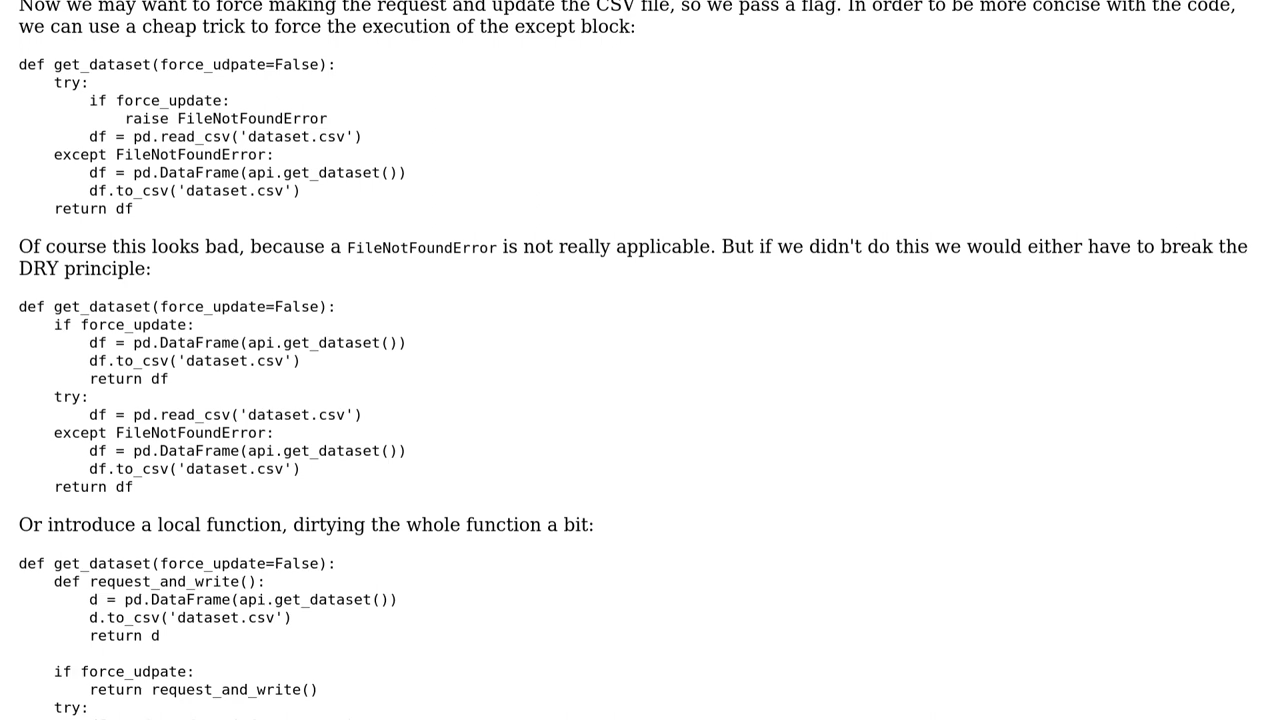 Now we may want to force making the request and update the CSV file, so we pass a flag. In order to be more concise with the code,
we can use a cheap trick to force the execution of the except block:
def get_dataset(force_udpate=False):
    try:
        if force_update:
            raise FileNotFoundError
        df = pd.read_csv('dataset.csv')
    except FileNotFoundError:
        df = pd.DataFrame(api.get_dataset())
        df.to_csv('dataset.csv')
    return df
Of course this looks bad, because a FileNotFoundError is not really applicable. But if we didn't do this we would either have to break the
DRY principle:
def get_dataset(force_update=False):
    if force_update:
        df = pd.DataFrame(api.get_dataset())
        df.to_csv('dataset.csv')
        return df
    try:
        df = pd.read_csv('dataset.csv')
    except FileNotFoundError:
        df = pd.DataFrame(api.get_dataset())
        df.to_csv('dataset.csv')
    return df
Or introduce a local function, dirtying the whole function a bit:
def get_dataset(force_update=False):
    def request_and_write():
        d = pd.DataFrame(api.get_dataset())
        d.to_csv('dataset.csv')
        return d
    if force_udpate:
        return request_and_write()
    try: